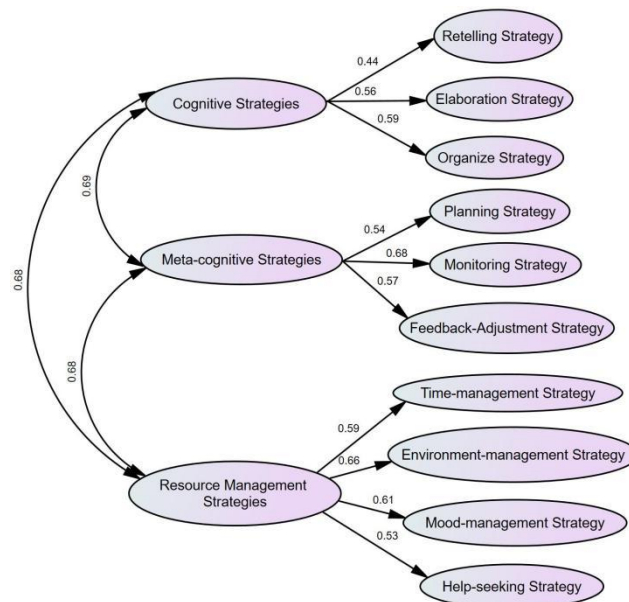 Retelling Strategy
0.44
Cognitive Strategies
0.56
Elaboration Strategy
0.59
Organize Strategy
0.69
Planning Strategy
0.54
Meta-cognitive Strategies
0.68
Monitoring Strategy
0.57
0.68
Feedback-Adjustment Strategy
0.68
Time-management Strategy
0.59
Environment-management Strategy
0.66
Resource Management
Strategies
0.61
Mood-management Strategy
0.53
Help-seeking Strategy